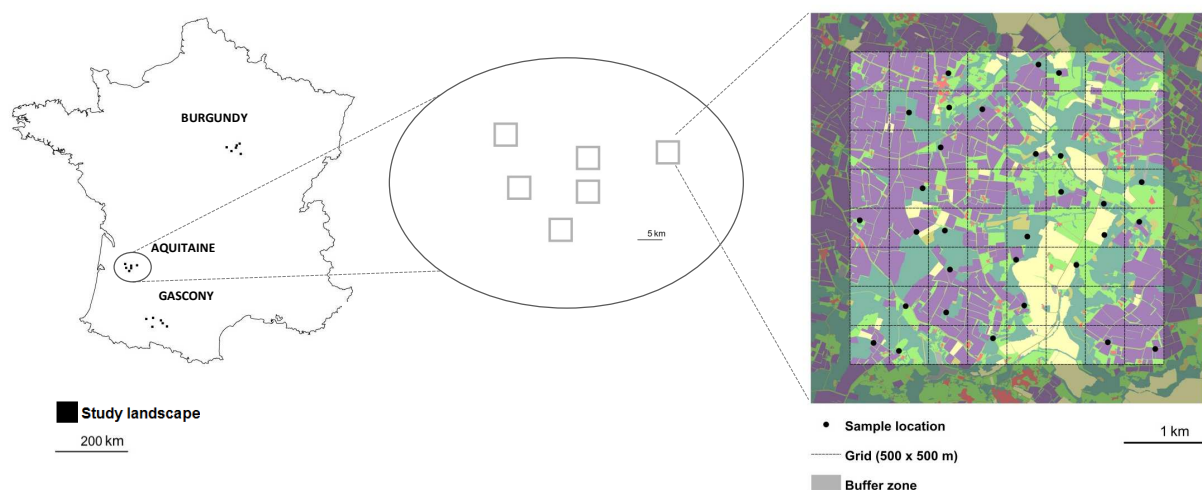 BURGUNDY
AQUITAINE
GASCONY
Study landscape
200 km
5 km
Sample location
Grid (500 x 500 m)
Buffer zone
1 km